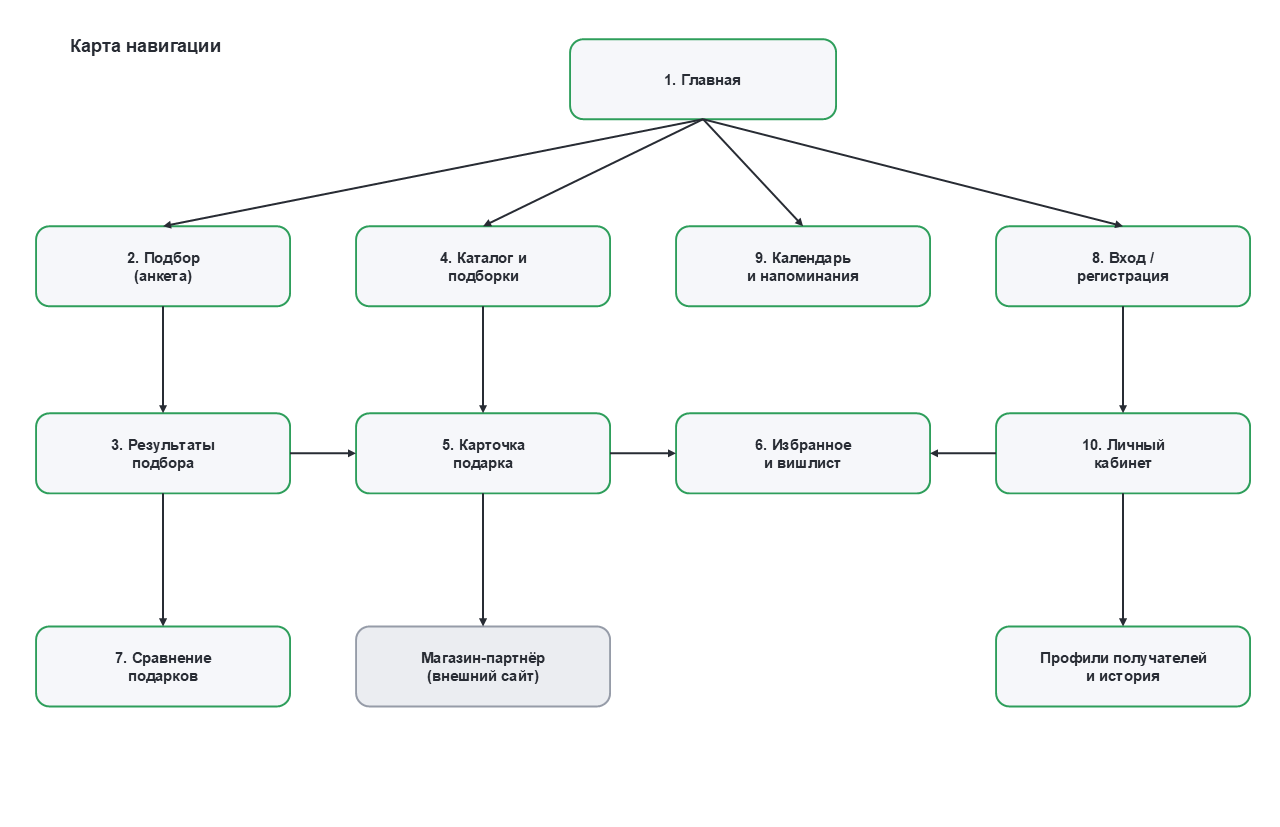 Карта навигации
1. Главная
2. Подбор
(анкета)
4. Каталог и
подборки
9. Календарь
и напоминания
8. Вход /
регистрация
3. Результаты
подбора
5. Карточка
подарка
6. Избранное
и вишлист
10. Личный
кабинет
7. Сравнение
подарков
Магазин-партнёр
(внешний сайт)
Профили получателей
и история